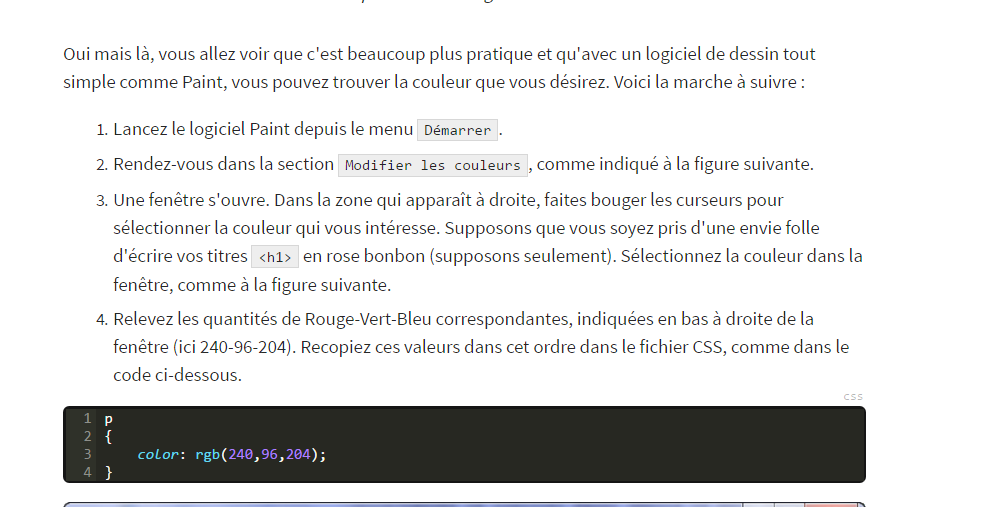 Oui mais là, vous allez voir que c'est beaucoup plus pratique et qu'avec un logiciel de dessin tout
simple comme Paint, vous pouvez trouver la couleur que vous désirez. Voici la marche à suivre :
1. Lancez le logiciel Paint depuis le menu Démarrer .
2. Rendez-vous dans la section Modifier les couleurs , comme indiqué à la figure suivante.
3. Une fenêtre s'ouvre. Dans la zone qui apparaît à droite, faites bouger les curseurs pour
sélectionner la couleur qui vous intéresse. Supposons que vous soyez pris d'une envie folle
d'écrire vos titres <h1> en rose bonbon (supposons seulement). Sélectionnez la couleur dans la
fenêtre, comme à la figure suivante.
4. Relevez les quantités de Rouge-Vert-Bleu correspondantes, indiquées en bas à droite de la
fenêtre (ici 240-96-204). Recopiez ces valeurs dans cet ordre dans le fichier CSS, comme dans le
code ci-dessous.
css
1 p
2 {
3     color: rgb(240,96,204);
4 }